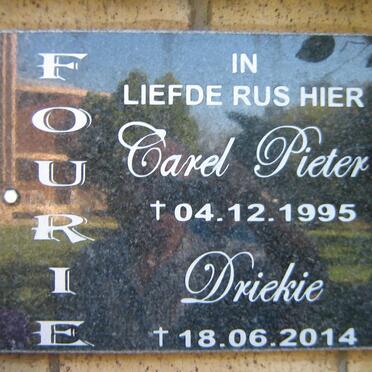 FOURIE
IN
LIEFDE RUS HIER
Carel Pieter
† 04.12.1995
Driekie
† 18.06.2014